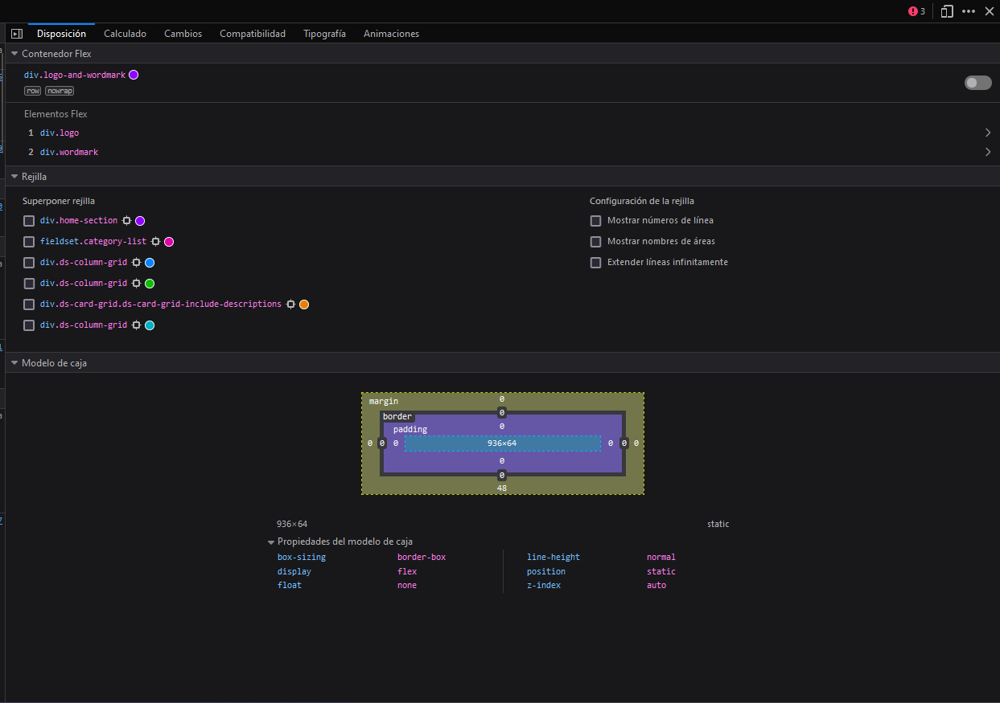 3
Disposición Calculado Cambios Compatibilidad Tipografía Animaciones
Contenedor Flex
div.logo-and-wordmark
row nowrap
Elementos Flex
1 div.logo
2 div.wordmark
Rejilla
Superponer rejilla
div.home-section
fieldset.category-list
div.ds-column-grid
div.ds-column-grid
div.ds-card-grid.ds-card-grid-include-descriptions
div.ds-column-grid
Configuración de la rejilla
Mostrar números de línea
Mostrar nombres de áreas
Extender líneas infinitamente
Modelo de caja
margin 0
border 0
padding 0
0 0 0 936×64 0 0 0
0
0
48
936×64 static
Propiedades del modelo de caja
box-sizing border-box line-height normal
display flex position static
float none z-index auto